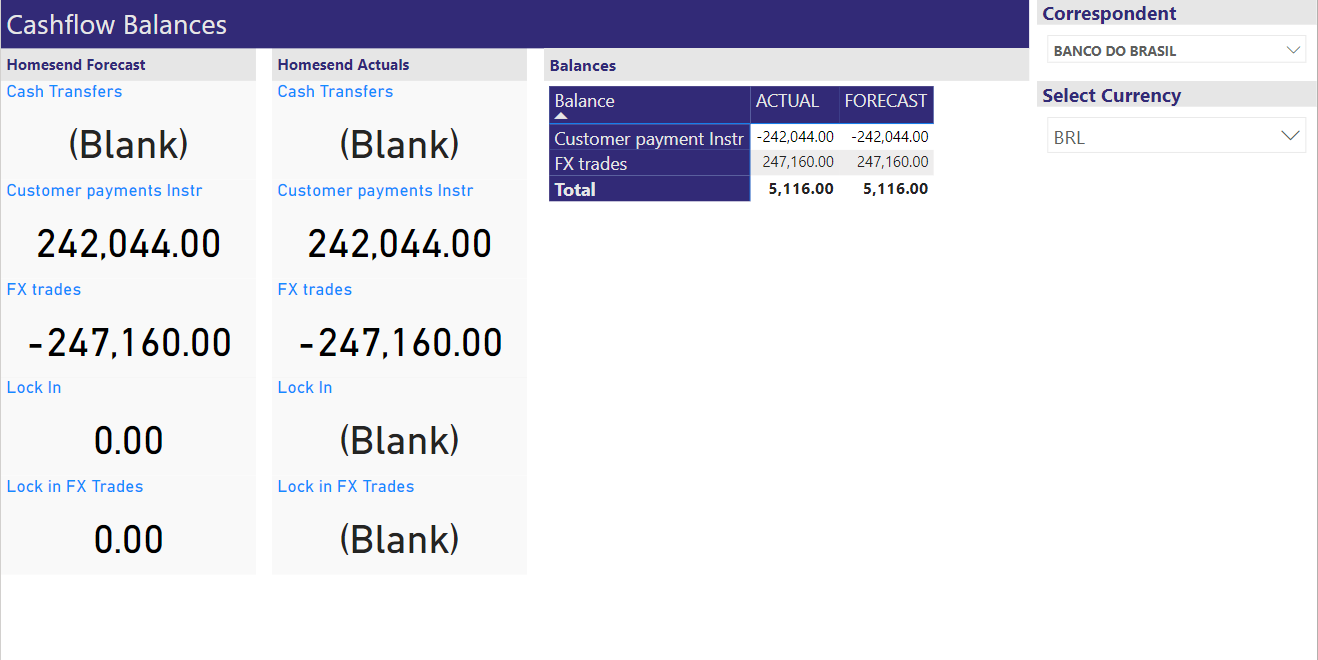 Cashflow Balances
Homesend Forecast
Cash Transfers
(Blank)
Customer payments Instr
242,044.00
FX trades
-247,160.00
Lock In
0.00
Lock in FX Trades
0.00
Homesend Actuals
Cash Transfers
(Blank)
Customer payments Instr
242,044.00
FX trades
-247,160.00
Lock In
(Blank)
Lock in FX Trades
(Blank)
Balances
Balance ACTUAL FORECAST
Customer payment Instr -242,044.00 -242,044.00
FX trades 247,160.00 247,160.00
Total 5,116.00 5,116.00
Correspondent
BANCO DO BRASIL
Select Currency
BRL